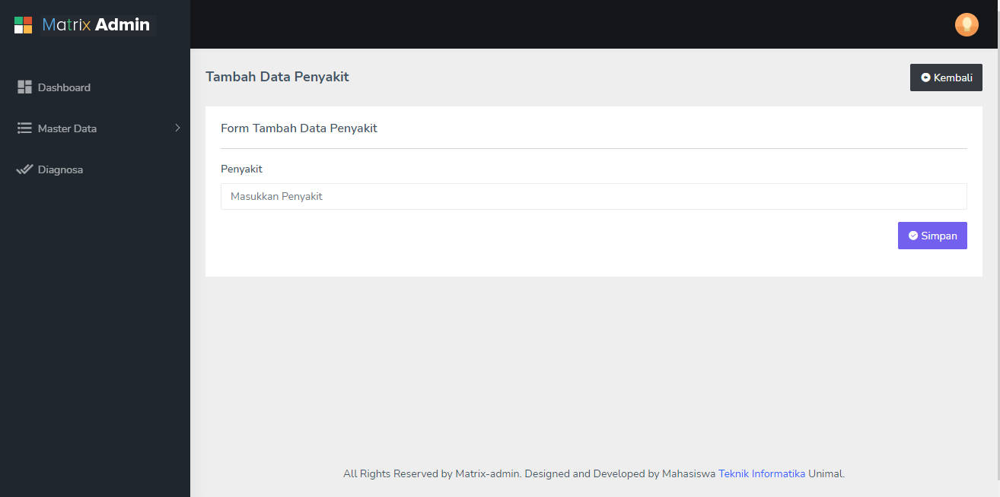 Matrix Admin
Dashboard
Master Data
Diagnosa
Tambah Data Penyakit
Kembali
Form Tambah Data Penyakit
Penyakit
Masukkan Penyakit
Simpan
All Rights Reserved by Matrix-admin. Designed and Developed by Mahasiswa Teknik Informatika Unimal.